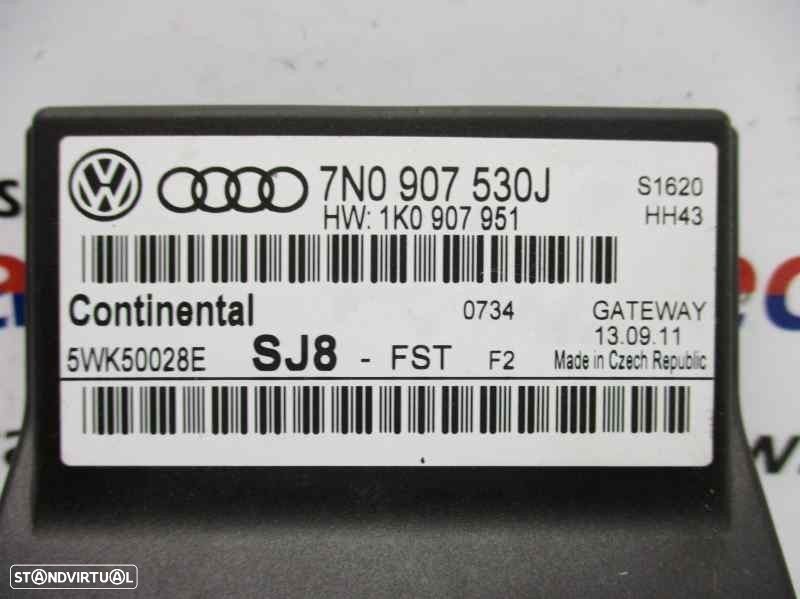 7N0 907 530J
S1620
HW: 1K0 907 951
HH43
Continental
0734
GATEWAY
13.09.11
5WK50028E
SJ8 - FST
F2
Made in Czech Republic
STANDVIRTUAL